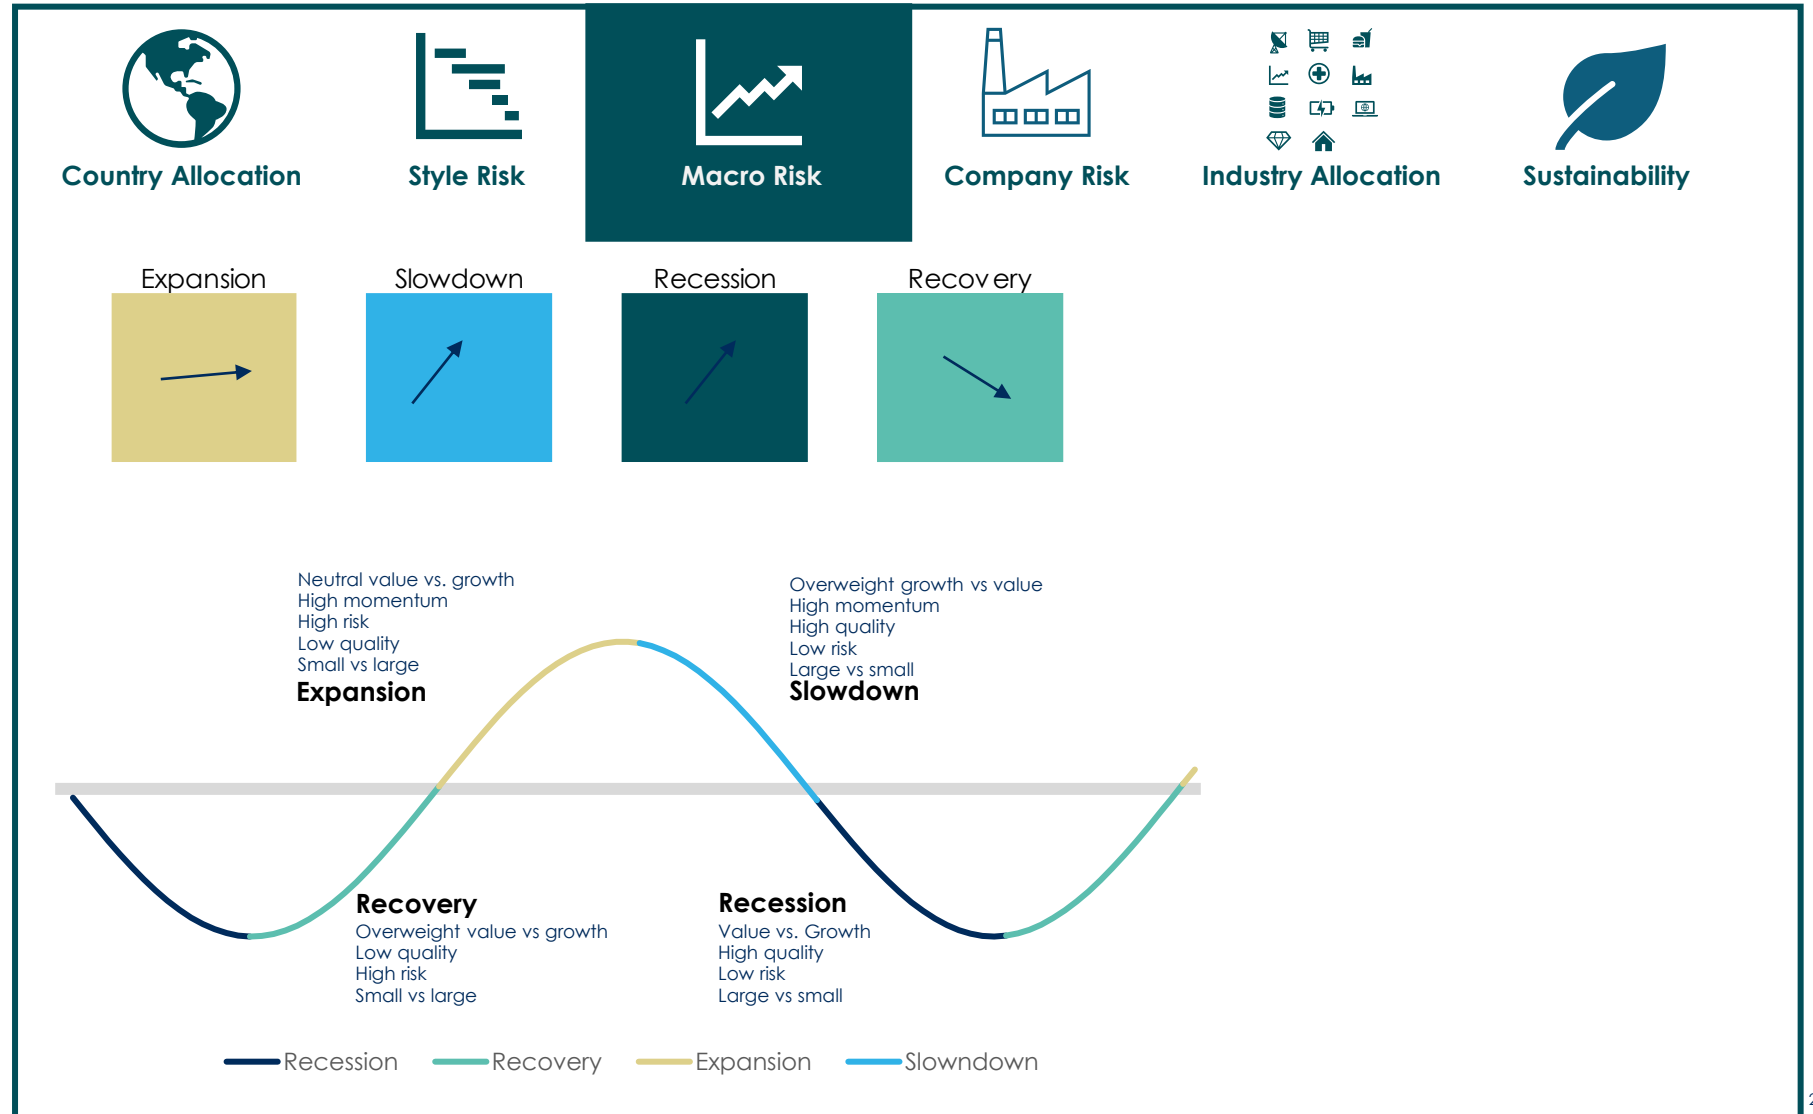 Country Allocation
Style Risk
Macro Risk
Company Risk
Industry Allocation
Sustainability
Expansion
Slowdown
Recession
Recovery
Neutral value vs. growth
High momentum
High risk
Low quality
Small vs large
Expansion
Overweight growth vs value
High momentum
High quality
Low risk
Large vs small
Slowdown
Recovery
Overweight value vs growth
Low quality
High risk
Small vs large
Recession
Value vs. Growth
High quality
Low risk
Large vs small
Recession
Recovery
Expansion
Slowndown